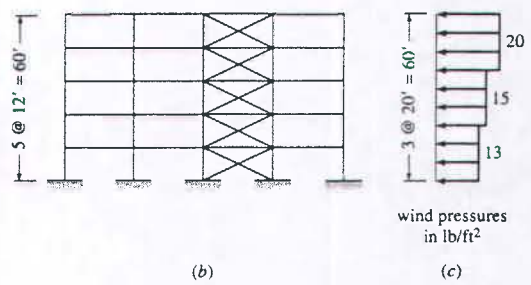 5 @ 12' = 60'
3 @ 20' = 60'
20
15
13
wind pressures
in lb/ft²
(b)
(c)